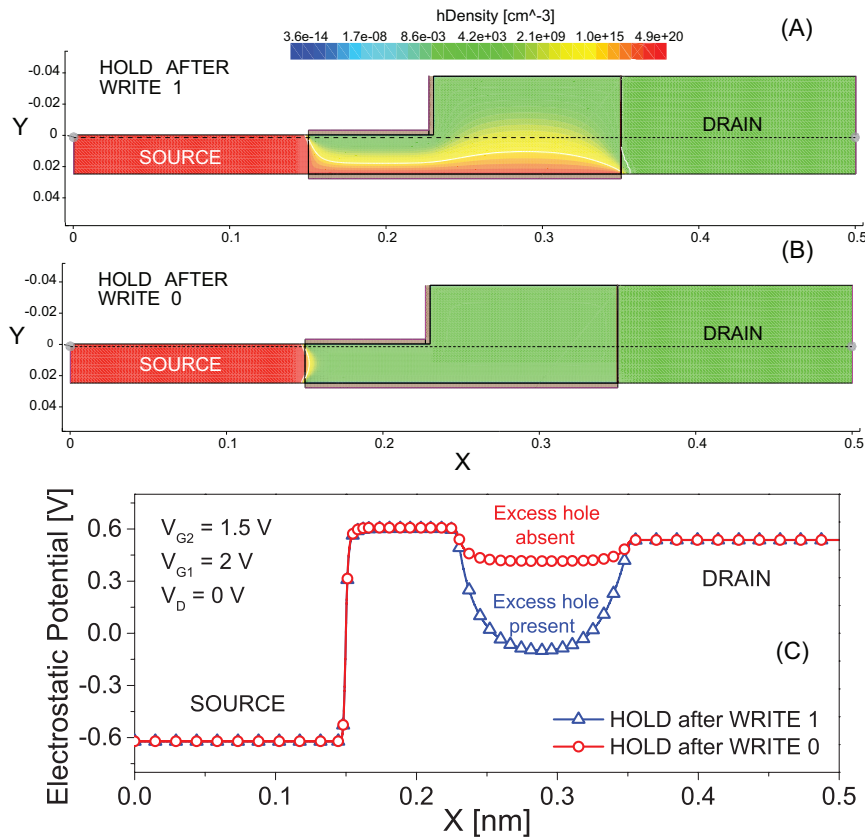 hDensity [cm^-3]
3.6e-14 1.7e-08 8.6e-03 4.2e+03 2.1e+09 1.0e+15 4.9e+20
(A)
HOLD AFTER
WRITE 1
-0.04
-0.02
Y 0
0.02
0.04
SOURCE
DRAIN
0 0.1 0.2 0.3 0.4 0.5
(B)
HOLD AFTER
WRITE 0
-0.04
-0.02
Y 0
0.02
0.04
SOURCE
DRAIN
0 0.1 0.2 0.3 0.4 0.5
X
Electrostatic Potential [V]
0.6
0.3
0.0
-0.3
-0.6
VG2 = 1.5 V
VG1 = 2 V
VD = 0 V
Excess hole
absent
Excess hole
present
DRAIN
SOURCE
(C)
HOLD after WRITE 1
HOLD after WRITE 0
0.0 0.1 0.2 0.3 0.4 0.5
X [nm]